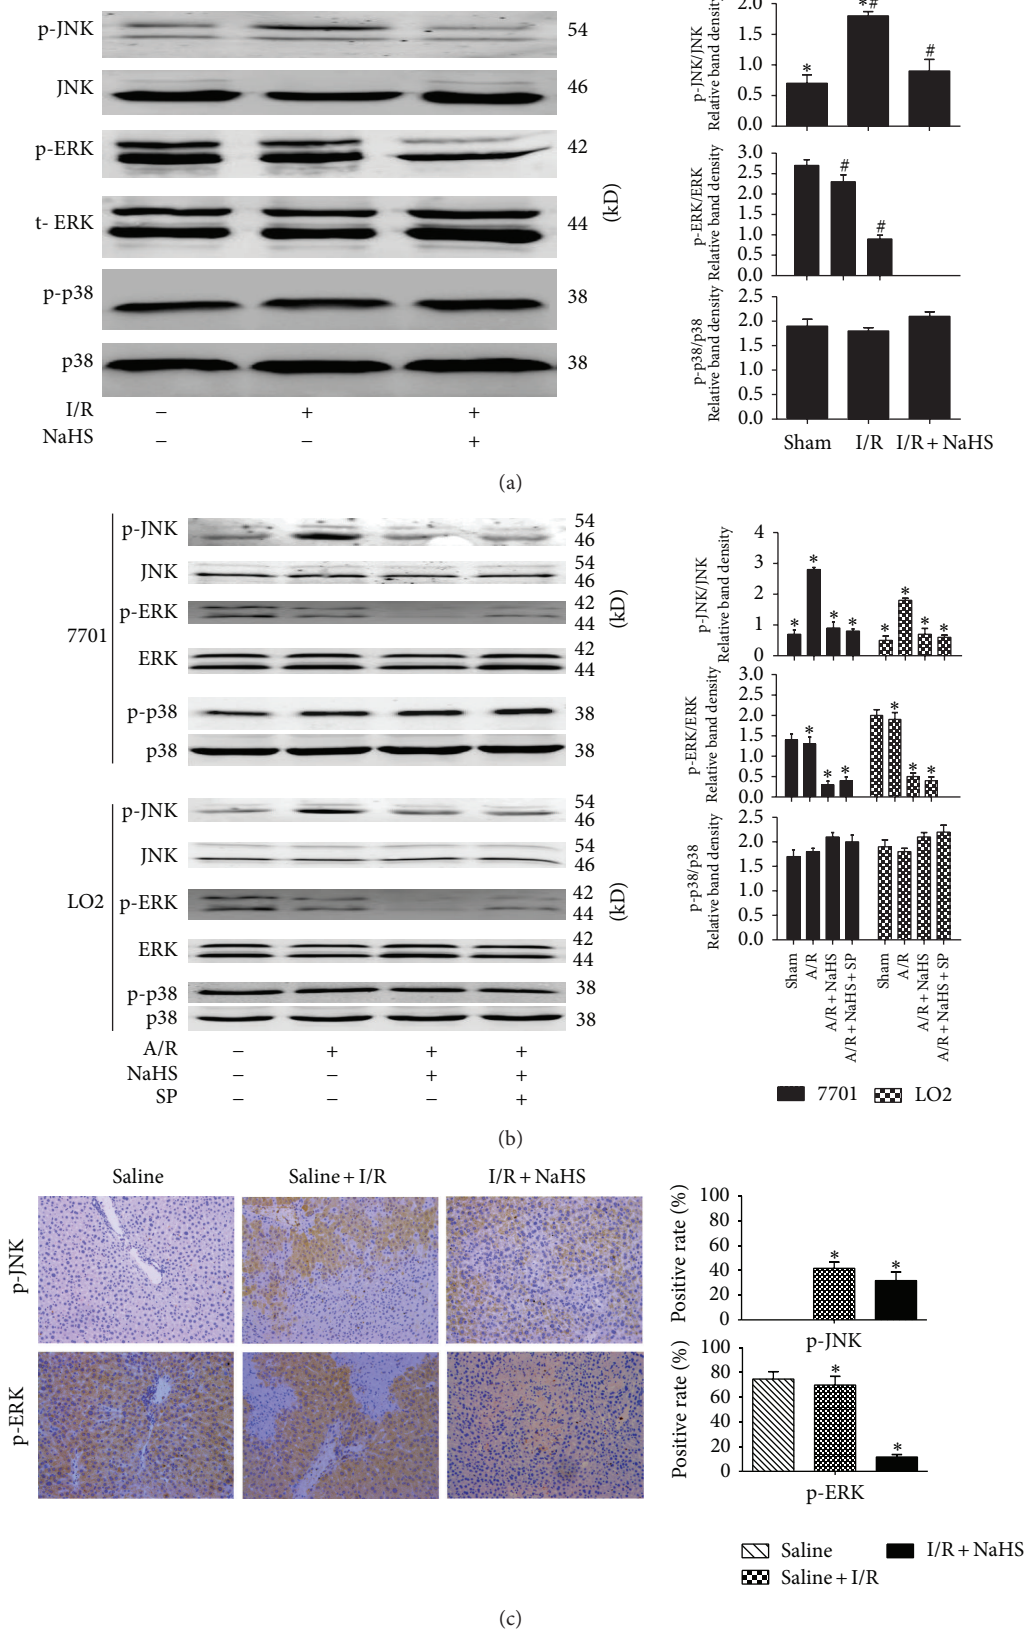 p-JNK
54
JNK
46
p-ERK
42
t- ERK
44
p-p38
38
p38
38
(kD)
I/R − + +
NaHS − − +
p-JNK/JNK
Relative band density
2.0
1.5
1.0
0.5
0.0
* *# #
p-ERK/ERK
Relative band density
3.0
2.5
2.0
1.5
1.0
0.5
0.0
# #
p-p38/p38
Relative band density
2.5
2.0
1.5
1.0
0.5
0.0
Sham I/R I/R + NaHS
(a)
7701
p-JNK
54
46
JNK
54
46
p-ERK
42
44
ERK
42
44
p-p38
38
p38
38
(kD)
LO2
p-JNK
54
46
JNK
54
46
p-ERK
42
44
ERK
42
44
p-p38
38
p38
38
(kD)
A/R − + + +
NaHS − − + +
SP − − − +
p-JNK/JNK
Relative band density
4
3
2
1
0
* * * * * * * *
p-ERK/ERK
Relative band density
3.0
2.5
2.0
1.5
1.0
0.5
0.0
* * * * * *
p-p38/p38
Relative band density
2.5
2.0
1.5
1.0
0.5
0.0
Sham
A/R
A/R + NaHS
A/R + NaHS + SP
Sham
A/R
A/R + NaHS
A/R + NaHS + SP
7701 LO2
(b)
Saline Saline + I/R I/R + NaHS
p-JNK
p-ERK
Positive rate (%)
100
80
60
40
20
0
* *
p-JNK
Positive rate (%)
100
80
60
40
20
0
* *
p-ERK
Saline I/R + NaHS
Saline + I/R
(c)